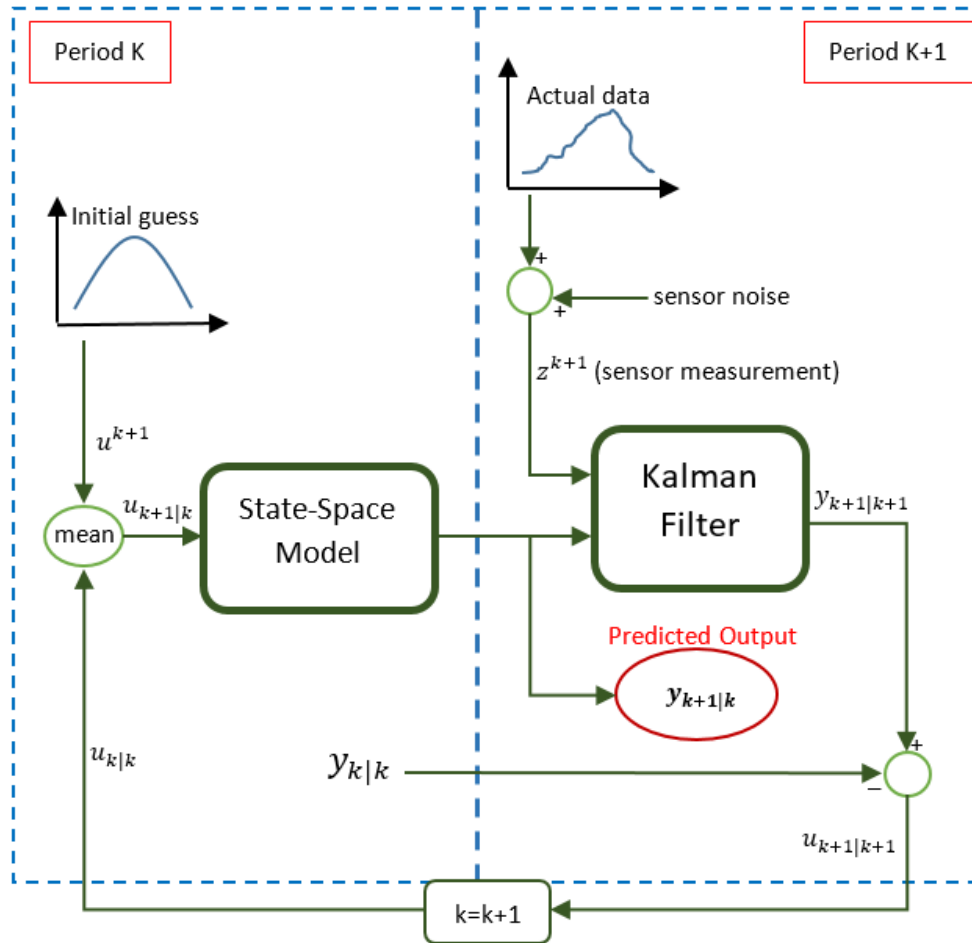 Period K
Period K+1
Actual data
Initial guess
+
+
sensor noise
z^{k+1} (sensor measurement)
u^{k+1}
mean
u_{k+1|k}
State-Space
Model
Kalman
Filter
y_{k+1|k+1}
Predicted Output
y_{k+1|k}
u_{k|k}
y_{k|k}
+
−
u_{k+1|k+1}
k=k+1